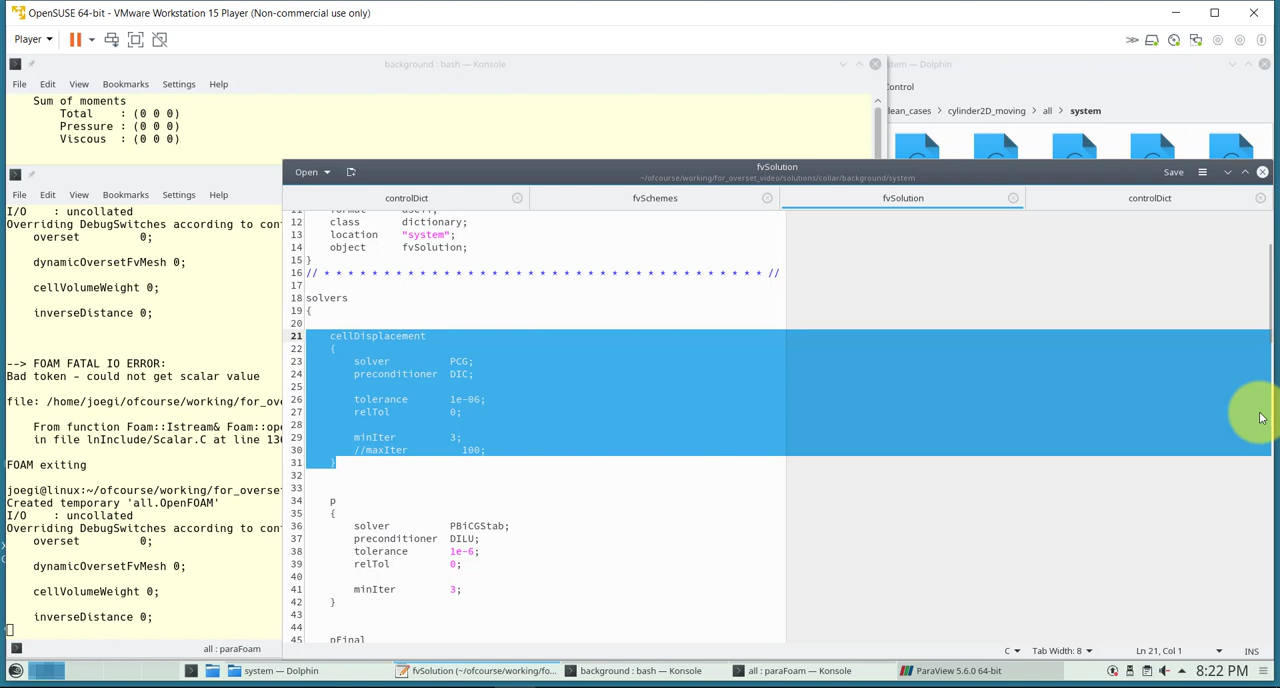 OpenSUSE 64-bit - VMware Workstation 15 Player (Non-commercial use only)
Player
background : bash — Konsole
File Edit View Bookmarks Settings Help
Sum of moments
Total : (0 0 0)
Pressure : (0 0 0)
Viscous : (0 0 0)
stem — Dolphin
ontrol
lean_cases > cylinder2D_moving > all > system
File Edit View Bookmarks Settings Help
I/O : uncollated
Overriding DebugSwitches according to con
overset 0;
dynamicOversetFvMesh 0;
cellVolumeWeight 0;
inverseDistance 0;
--> FOAM FATAL IO ERROR:
Bad token - could not get scalar value
file: /home/joegi/ofcourse/working/for_ove
From function Foam::Istream& Foam::ope
in file lnInclude/Scalar.C at line 130
FOAM exiting
joegi@linux:~/ofcourse/working/for_overset
Created temporary 'all.OpenFOAM'
I/O : uncollated
Overriding DebugSwitches according to con
overset 0;
dynamicOversetFvMesh 0;
cellVolumeWeight 0;
inverseDistance 0;
all : paraFoam — Konsole
fvSolution
~/ofcourse/working/for_overset_video/solutions/collar/background/system
Open Save
controlDict fvSchemes fvSolution controlDict
12 class dictionary;
13 location "system";
14 object fvSolution;
15 }
16 // * * * * * * * * * * * * * * * * * * * * * * * * * * * * * * * * * * * * * //
17
18 solvers
19 {
20
21 cellDisplacement
22 {
23 solver PCG;
24 preconditioner DIC;
25
26 tolerance 1e-06;
27 relTol 0;
28
29 minIter 3;
30 //maxIter 100;
31 }
32
33
34 p
35 {
36 solver PBiCGStab;
37 preconditioner DILU;
38 tolerance 1e-6;
39 relTol 0;
40
41 minIter 3;
42 }
43
44
45 pFinal
C Tab Width: 8 Ln 21, Col 1 INS
system — Dolphin
fvSolution (~/ofcourse/working/fo...
background : bash — Konsole
all : paraFoam — Konsole
ParaView 5.6.0 64-bit
8:22 PM